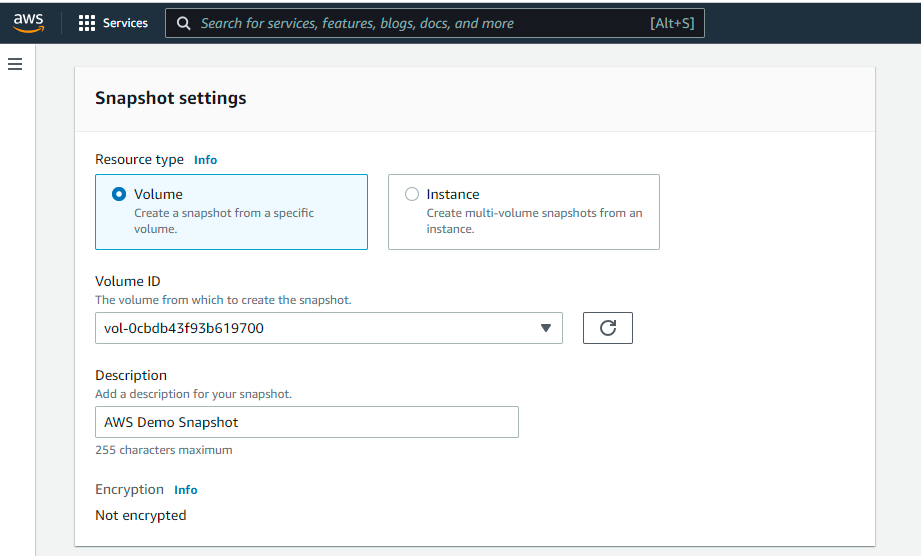 aws
Services
Search for services, features, blogs, docs, and more
[Alt+S]
Snapshot settings
Resource type Info
Volume
Create a snapshot from a specific
volume.
Instance
Create multi-volume snapshots from an
instance.
Volume ID
The volume from which to create the snapshot.
vol-0cbdb43f93b619700
Description
Add a description for your snapshot.
AWS Demo Snapshot
255 characters maximum
Encryption Info
Not encrypted